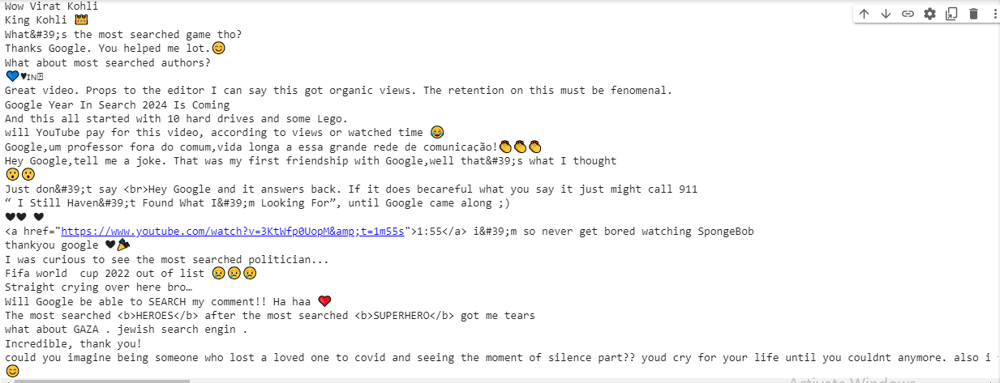 Wow Virat Kohli
King Kohli 👑
What&#39;s the most searched game tho?
Thanks Google. You helped me lot.😊
What about most searched authors?
💙♥IN
Great video. Props to the editor I can say this got organic views. The retention on this must be fenomenal.
Google Year In Search 2024 Is Coming
And this all started with 10 hard drives and some Lego.
will YouTube pay for this video, according to views or watched time 😂
Google,um professor fora do comum,vida longa a essa grande rede de comunicação!👏👏👏
Hey Google,tell me a joke. That was my first friendship with Google,well that&#39;s what I thought
😮😮
Just don&#39;t say <br>Hey Google and it answers back. If it does becareful what you say it just might call 911
“ I Still Haven&#39;t Found What I&#39;m Looking For”, until Google came along ;)
♥♥ ♥
<a href="https://www.youtube.com/watch?v=3KtWfp0UopM&amp;t=1m55s">1:55</a> i&#39;m so never get bored watching SpongeBob
thankyou google ♥🎉
I was curious to see the most searched politician...
Fifa world  cup 2022 out of list 😢😢😢
Straight crying over here bro…
Will Google be able to SEARCH my comment!! Ha haa ❤
The most searched <b>HEROES</b> after the most searched <b>SUPERHERO</b> got me tears
what about GAZA . jewish search engin .
Incredible, thank you!
could you imagine being someone who lost a loved one to covid and seeing the moment of silence part?? youd cry for your life until you couldnt anymore. also i
😊
Activate Windows